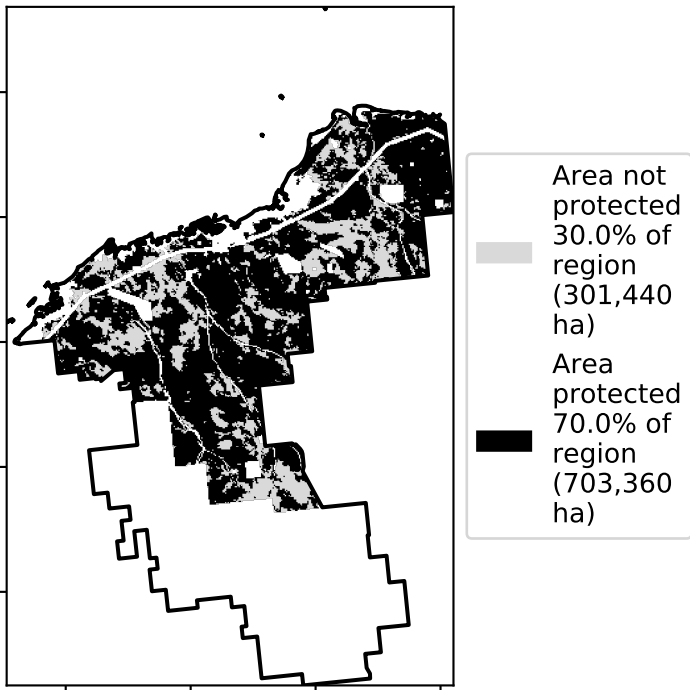 Area not
protected
30.0% of
region
(301,440
ha)
Area
protected
70.0% of
region
(703,360
ha)